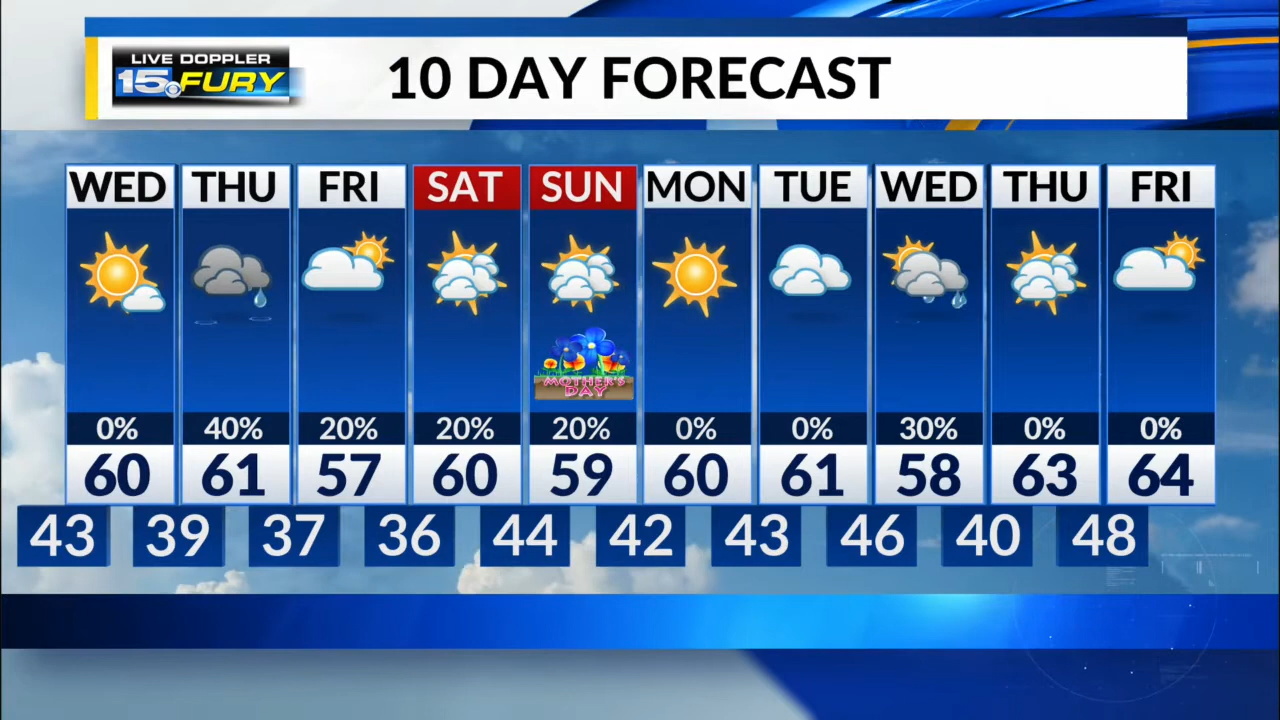 LIVE DOPPLER
15 FURY
10 DAY FORECAST
WED THU FRI SAT SUN MON TUE WED THU FRI
MOTHER'S
DAY
0% 40% 20% 20% 20% 0% 0% 30% 0% 0%
60 61 57 60 59 60 61 58 63 64
43 39 37 36 44 42 43 46 40 48